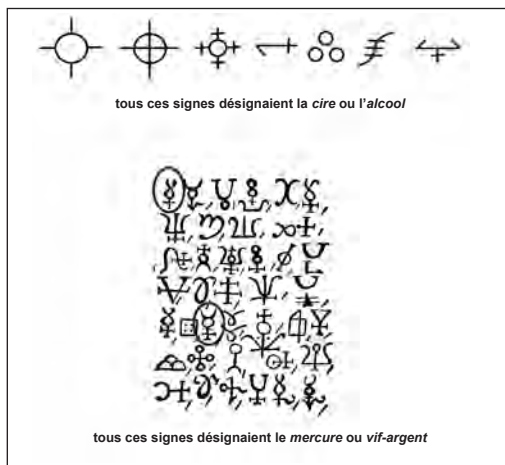 tous ces signes désignaient la cire ou l'alcool
tous ces signes désignaient le mercure ou vif-argent